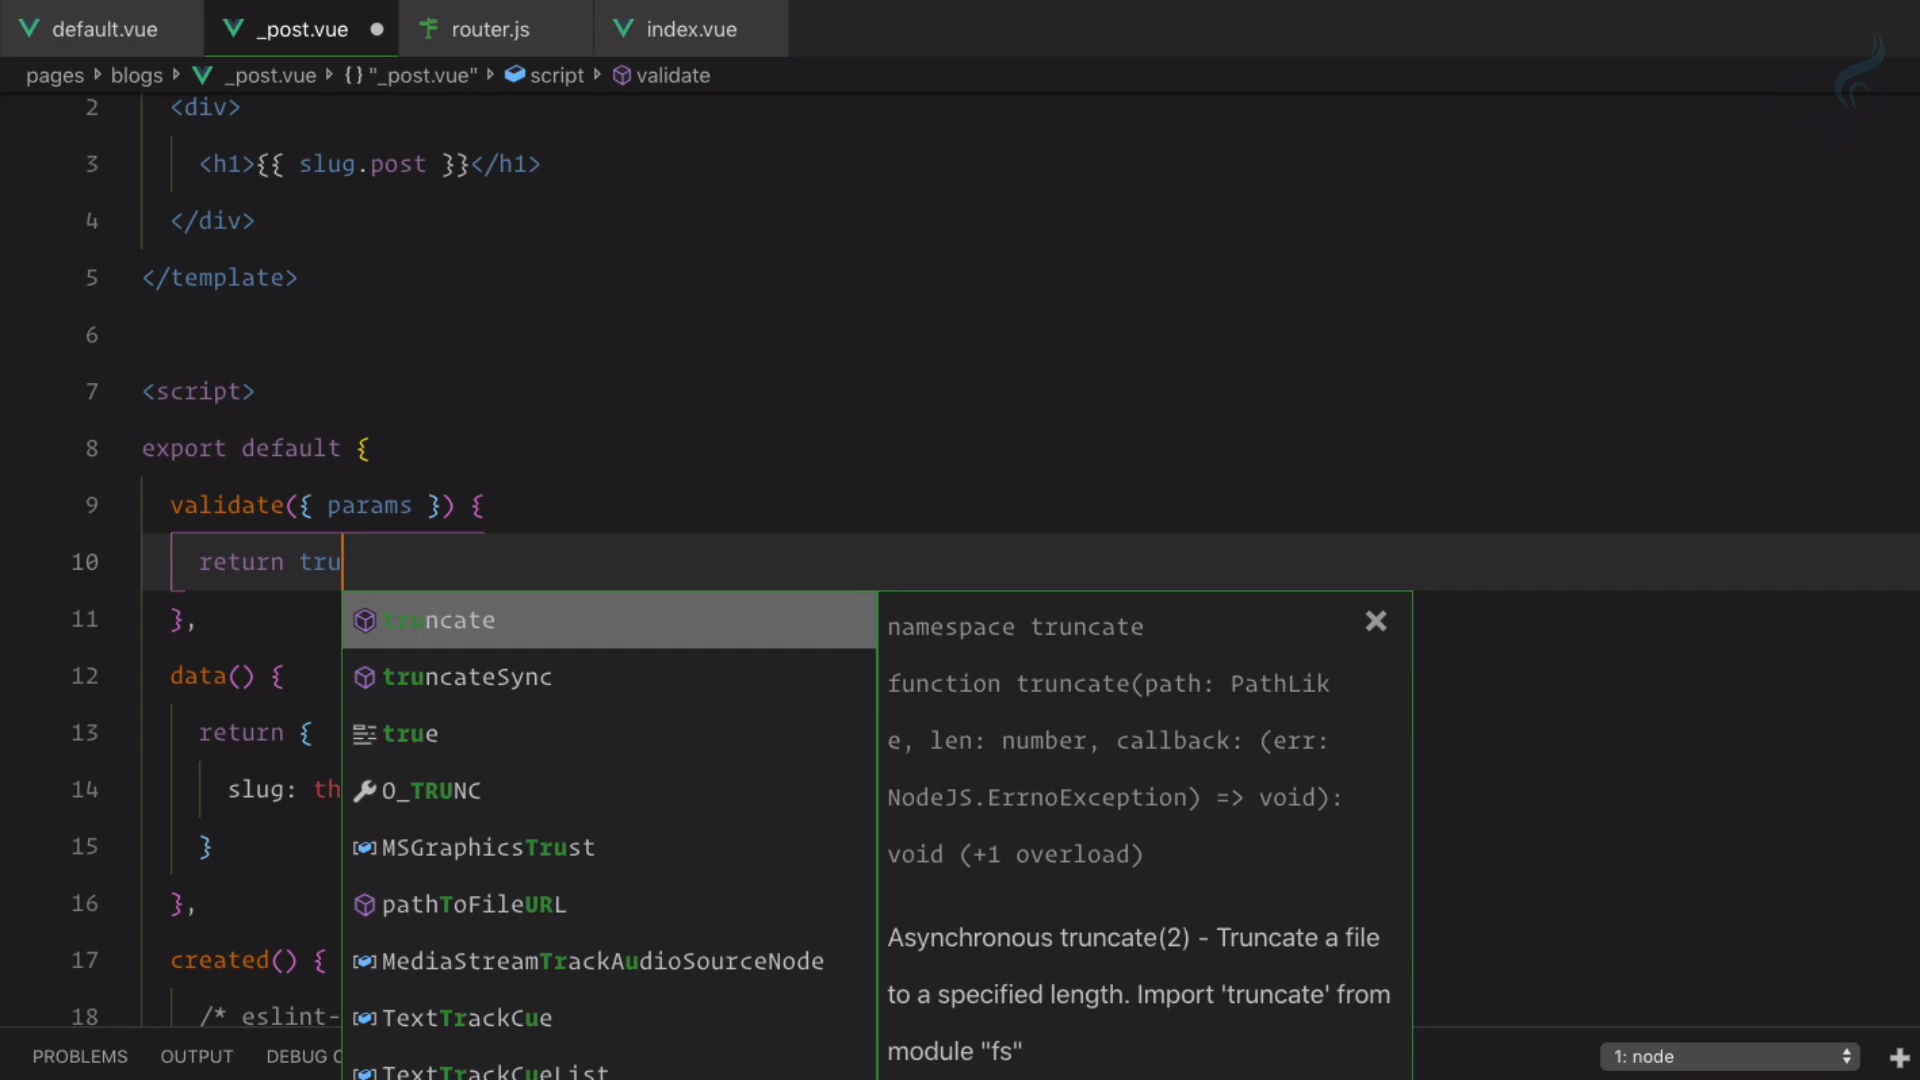 default.vue _post.vue router.js index.vue
pages blogs _post.vue {} "_post.vue" script validate
2 <div>
3 <h1>{{ slug.post }}</h1>
4 </div>
5 </template>
6
7 <script>
8 export default {
9 validate({ params }) {
10 return tru
11 },
12 data() {
13 return {
14 slug: th
15 }
16 },
17 created() {
18 /* eslint-
truncate
truncateSync
true
O_TRUNC
MSGraphicsTrust
pathToFileURL
MediaStreamTrackAudioSourceNode
TextTrackCue
TextTrackCueList
namespace truncate
function truncate(path: PathLik
e, len: number, callback: (err:
NodeJS.ErrnoException) => void):
void (+1 overload)
Asynchronous truncate(2) - Truncate a file
to a specified length. Import 'truncate' from
module "fs"
PROBLEMS OUTPUT DEBUG C 1: node